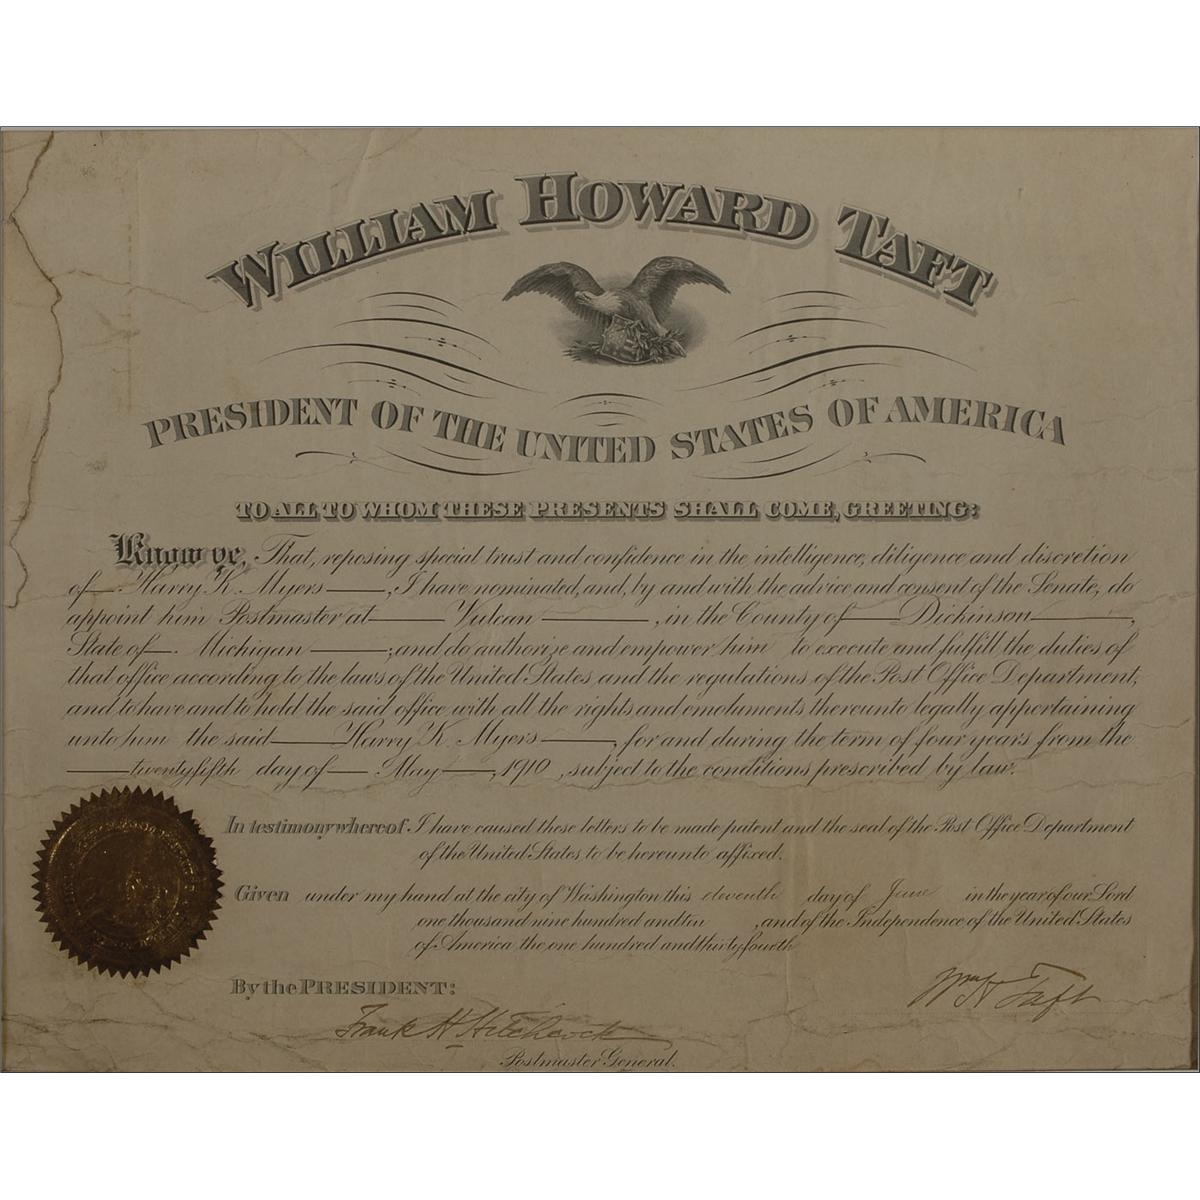 WILLIAM HOWARD TAFT
PRESIDENT OF THE UNITED STATES OF AMERICA
TO ALL TO WHOM THESE PRESENTS SHALL COME, GREETING:
Know ye, That, reposing special trust and confidence in the intelligence, diligence and discretion
of Harry K. Myers, I have nominated, and, by and with the advice and consent of the Senate, do
appoint him Postmaster at Vulcan, in the County of Dickinson,
State of Michigan; and do authorize and empower him to execute and fulfill the duties of
that office according to the laws of the United States and the regulations of the Post Office Department,
and to have and to hold the said office with all the rights and emoluments thereunto legally appertaining
unto him the said Harry K. Myers, for and during the term of four years from the
twentyfifth day of May, 1910, subject to the conditions prescribed by law.
In testimony whereof I have caused these letters to be made patent and the seal of the Post Office Department
of the United States to be hereunto affixed.
Given under my hand at the city of Washington this eleventh day of June in the year of our Lord
one thousand nine hundred and ten, and of the Independence of the United States
of America the one hundred and thirty fourth
By the PRESIDENT:
Wm H Taft
Frank H Hitchcock
Postmaster General.